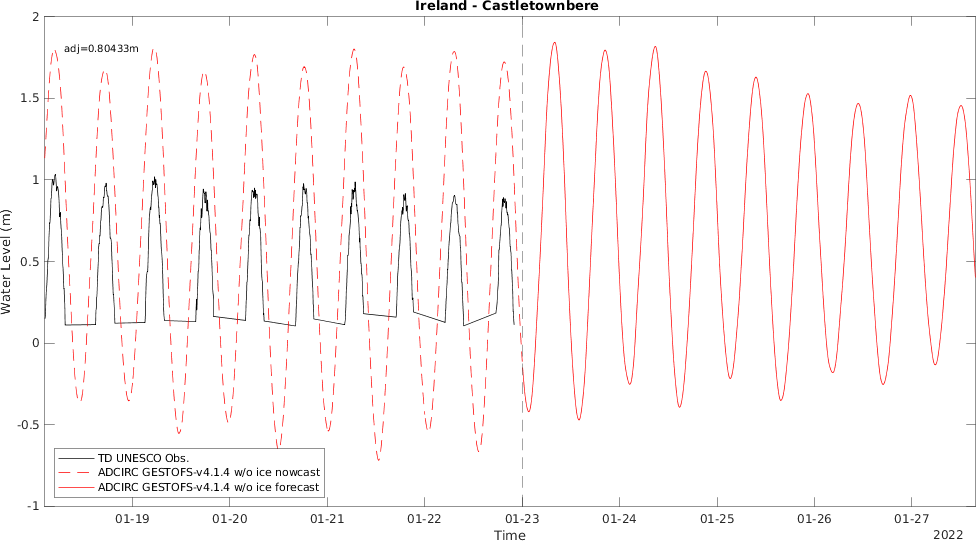 Ireland - Castletownbere
adj=0.80433m
2
1.5
1
0.5
0
-0.5
-1
Water Level (m)
TD UNESCO Obs.
ADCIRC GESTOFS-v4.1.4 w/o ice nowcast
ADCIRC GESTOFS-v4.1.4 w/o ice forecast
01-19 01-20 01-21 01-22 01-23 01-24 01-25 01-26 01-27
Time
2022